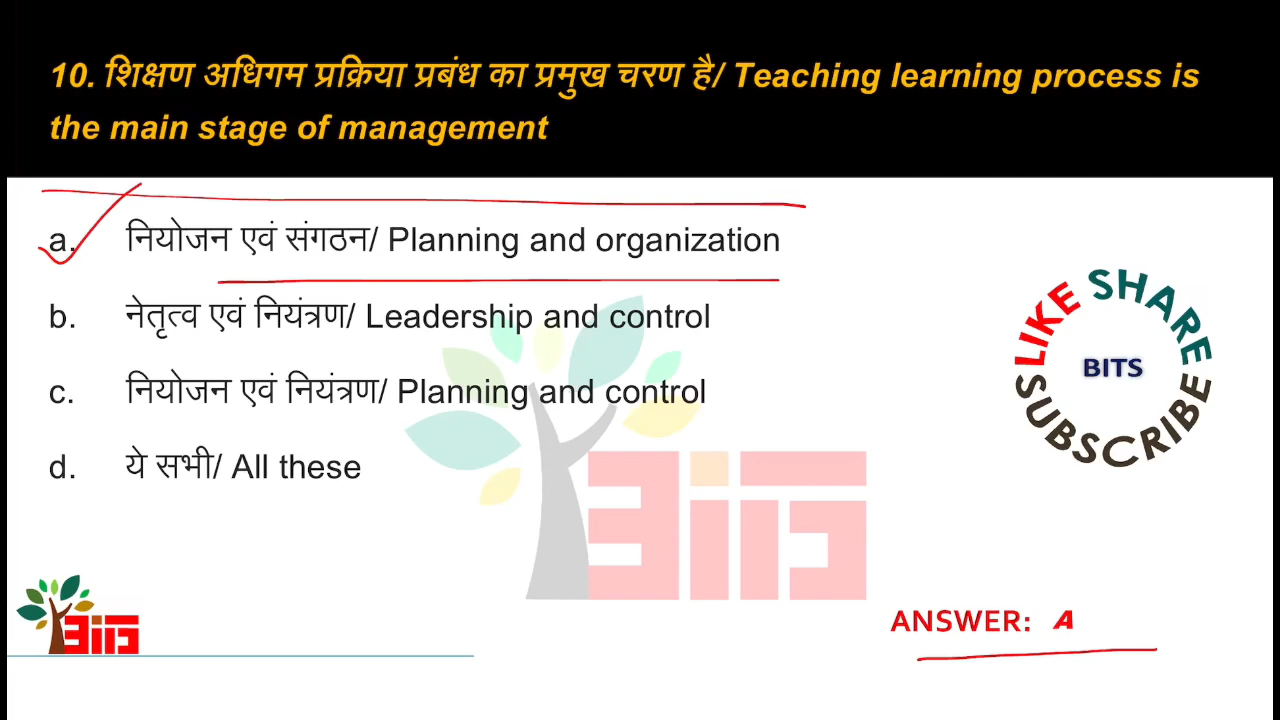 10. शिक्षण अधिगम प्रक्रिया प्रबंध का प्रमुख चरण है/ Teaching learning process is
the main stage of management
a. नियोजन एवं संगठन/ Planning and organization
b. नेतृत्व एवं नियंत्रण/ Leadership and control
c. नियोजन एवं नियंत्रण/ Planning and control
d. ये सभी/ All these
LIKE SHARE
BITS
SUBSCRIBE
ANSWER: A